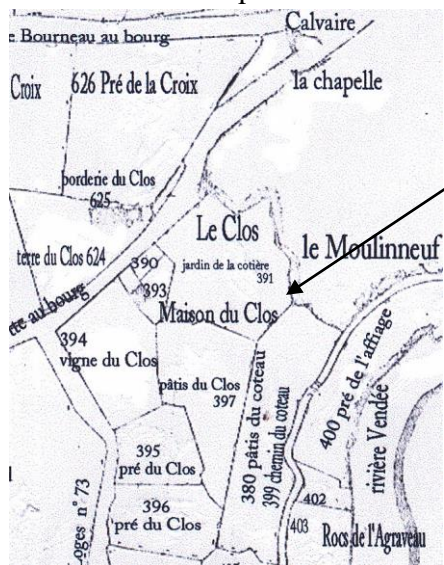 Calvaire
e Bourneau au bourg
Croix
626 Pré de la Croix
la chapelle
borderie du Clos
625
Le Clos
terre du Clos 624
390
jardin de la cotière
391
le Moulinneuf
393
Maison du Clos
au bourg
394
vigne du Clos
pâtis du Clos
397
380 pâtis du coteau
399 chemin du coteau
400 pré de l'affiage
rivière Vendée
395
pré du Clos
396
pré du Clos
oges n° 73
402
403
Rocs de l'Agraveau